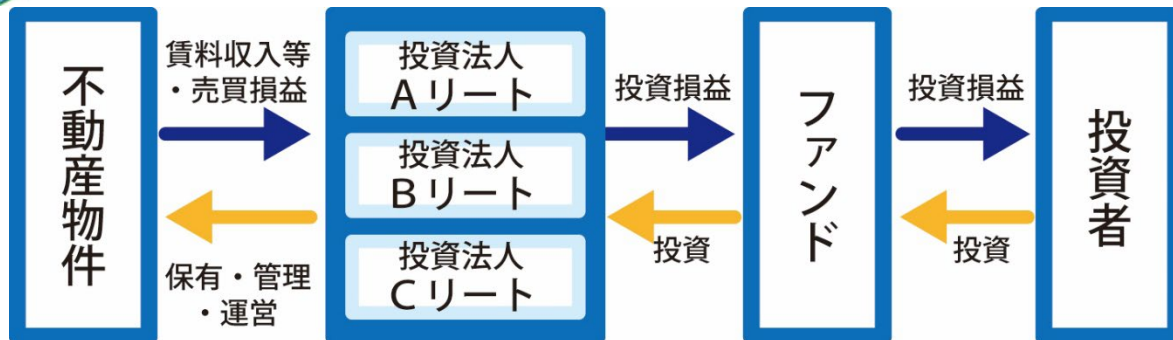 不動産物件
賃料収入等
・売買損益
保有・管理
・運営
投資法人
Aリート
投資法人
Bリート
投資法人
Cリート
投資損益
投資
ファンド
投資損益
投資
投資者